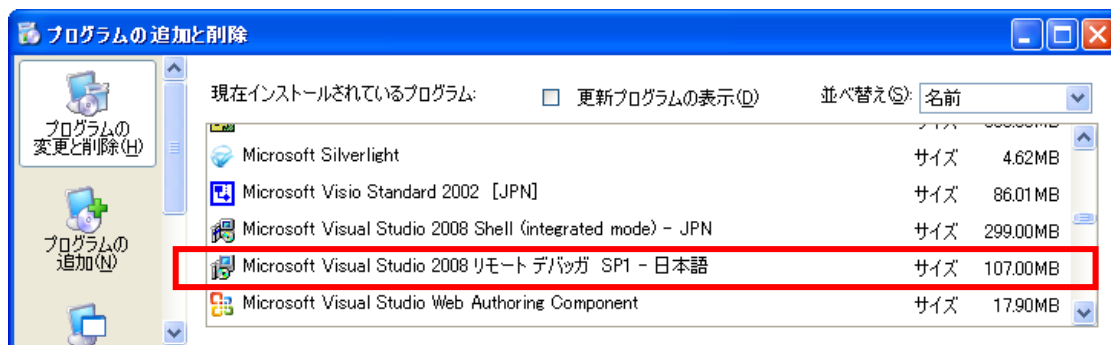 プログラムの追加と削除
現在インストールされているプログラム: 更新プログラムの表示(D) 並べ替え(S): 名前
プログラムの
変更と削除(H)
Microsoft Silverlight サイズ 4.62MB
Microsoft Visio Standard 2002 [JPN] サイズ 86.01MB
プログラムの
追加(N)
Microsoft Visual Studio 2008 Shell (integrated mode) - JPN サイズ 299.00MB
Microsoft Visual Studio 2008 リモート デバッガ SP1 - 日本語 サイズ 107.00MB
Microsoft Visual Studio Web Authoring Component サイズ 17.90MB